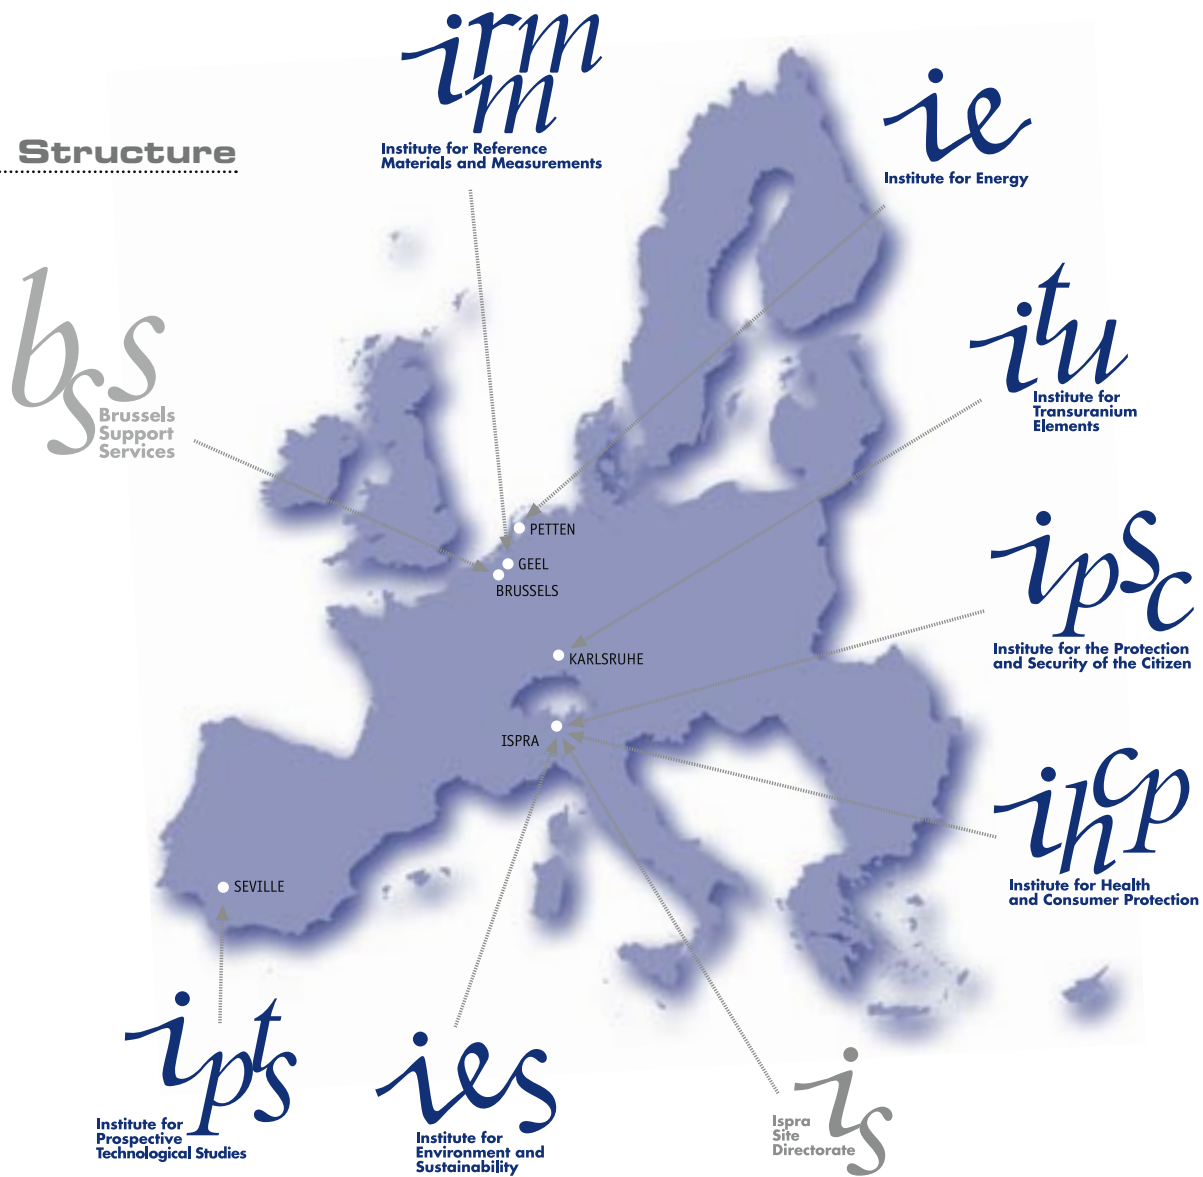 Structure
irmm
Institute for Reference
Materials and Measurements
ie
Institute for Energy
bss
Brussels
Support
Services
itu
Institute for
Transuranium
Elements
ipsc
Institute for the Protection
and Security of the Citizen
ihcp
Institute for Health
and Consumer Protection
PETTEN
GEEL
BRUSSELS
KARLSRUHE
ISPRA
SEVILLE
ipts
Institute for
Prospective
Technological Studies
ies
Institute for
Environment and
Sustainability
is
Ispra
Site
Directorate